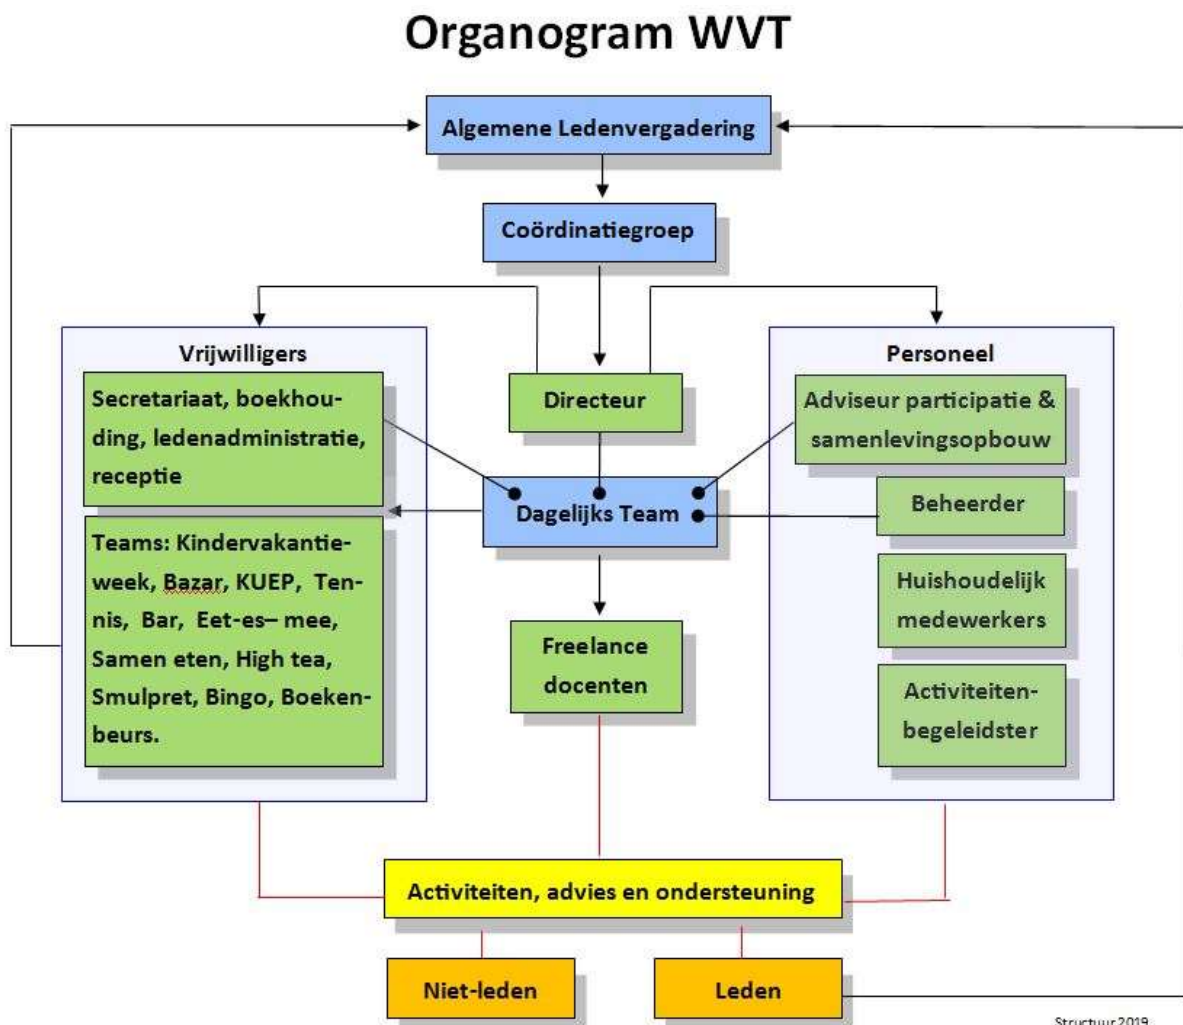 Organogram WVT
Algemene Ledenvergadering
Coördinatiegroep
Vrijwilligers
Secretariaat, boekhou-
ding, ledenadministratie,
receptie
Teams: Kindervakantie-
week, Bazar, KUEP, Ten-
nis, Bar, Eet-es– mee,
Samen eten, High tea,
Smulpret, Bingo, Boeken-
beurs.
Directeur
Dagelijks Team
Freelance
docenten
Personeel
Adviseur participatie &
samenlevingsopbouw
Beheerder
Huishoudelijk
medewerkers
Activiteiten-
begeleidster
Activiteiten, advies en ondersteuning
Niet-leden
Leden
Structuur 2019